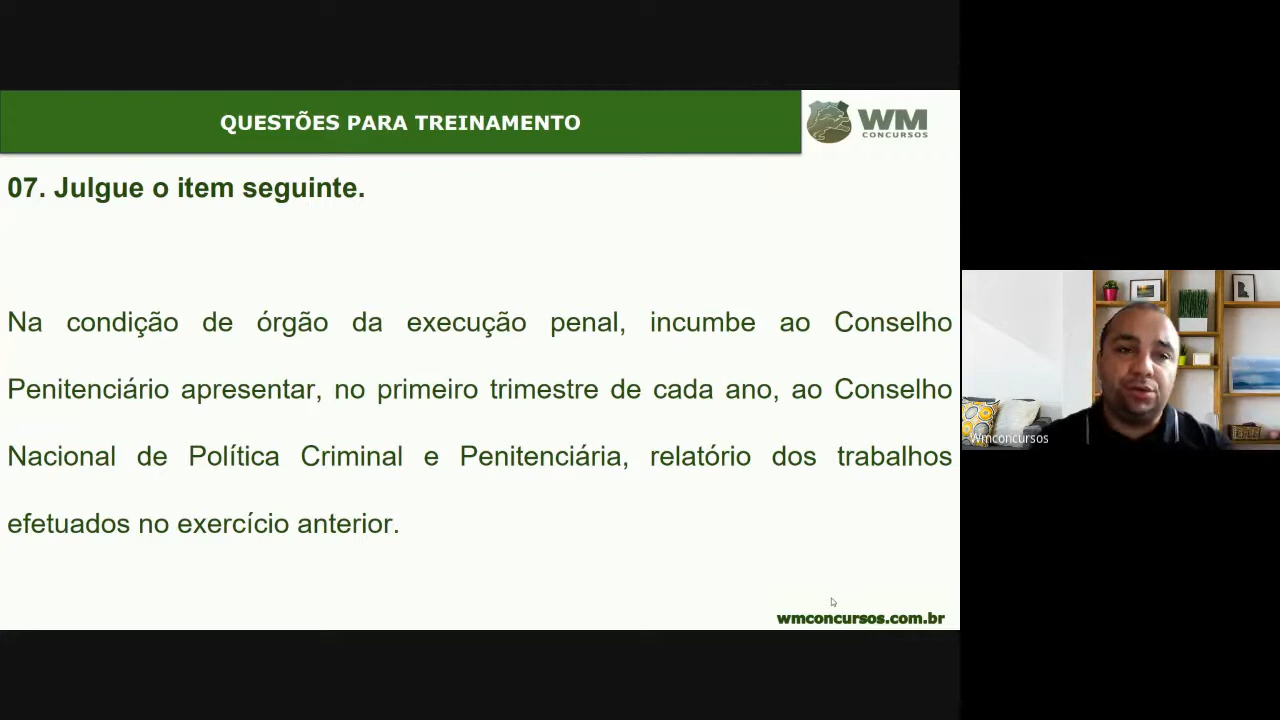 QUESTÕES PARA TREINAMENTO
WM
CONCURSOS
07. Julgue o item seguinte.
Na condição de órgão da execução penal, incumbe ao Conselho
Penitenciário apresentar, no primeiro trimestre de cada ano, ao Conselho
Nacional de Política Criminal e Penitenciária, relatório dos trabalhos
efetuados no exercício anterior.
Wmconcursos
wmconcursos.com.br